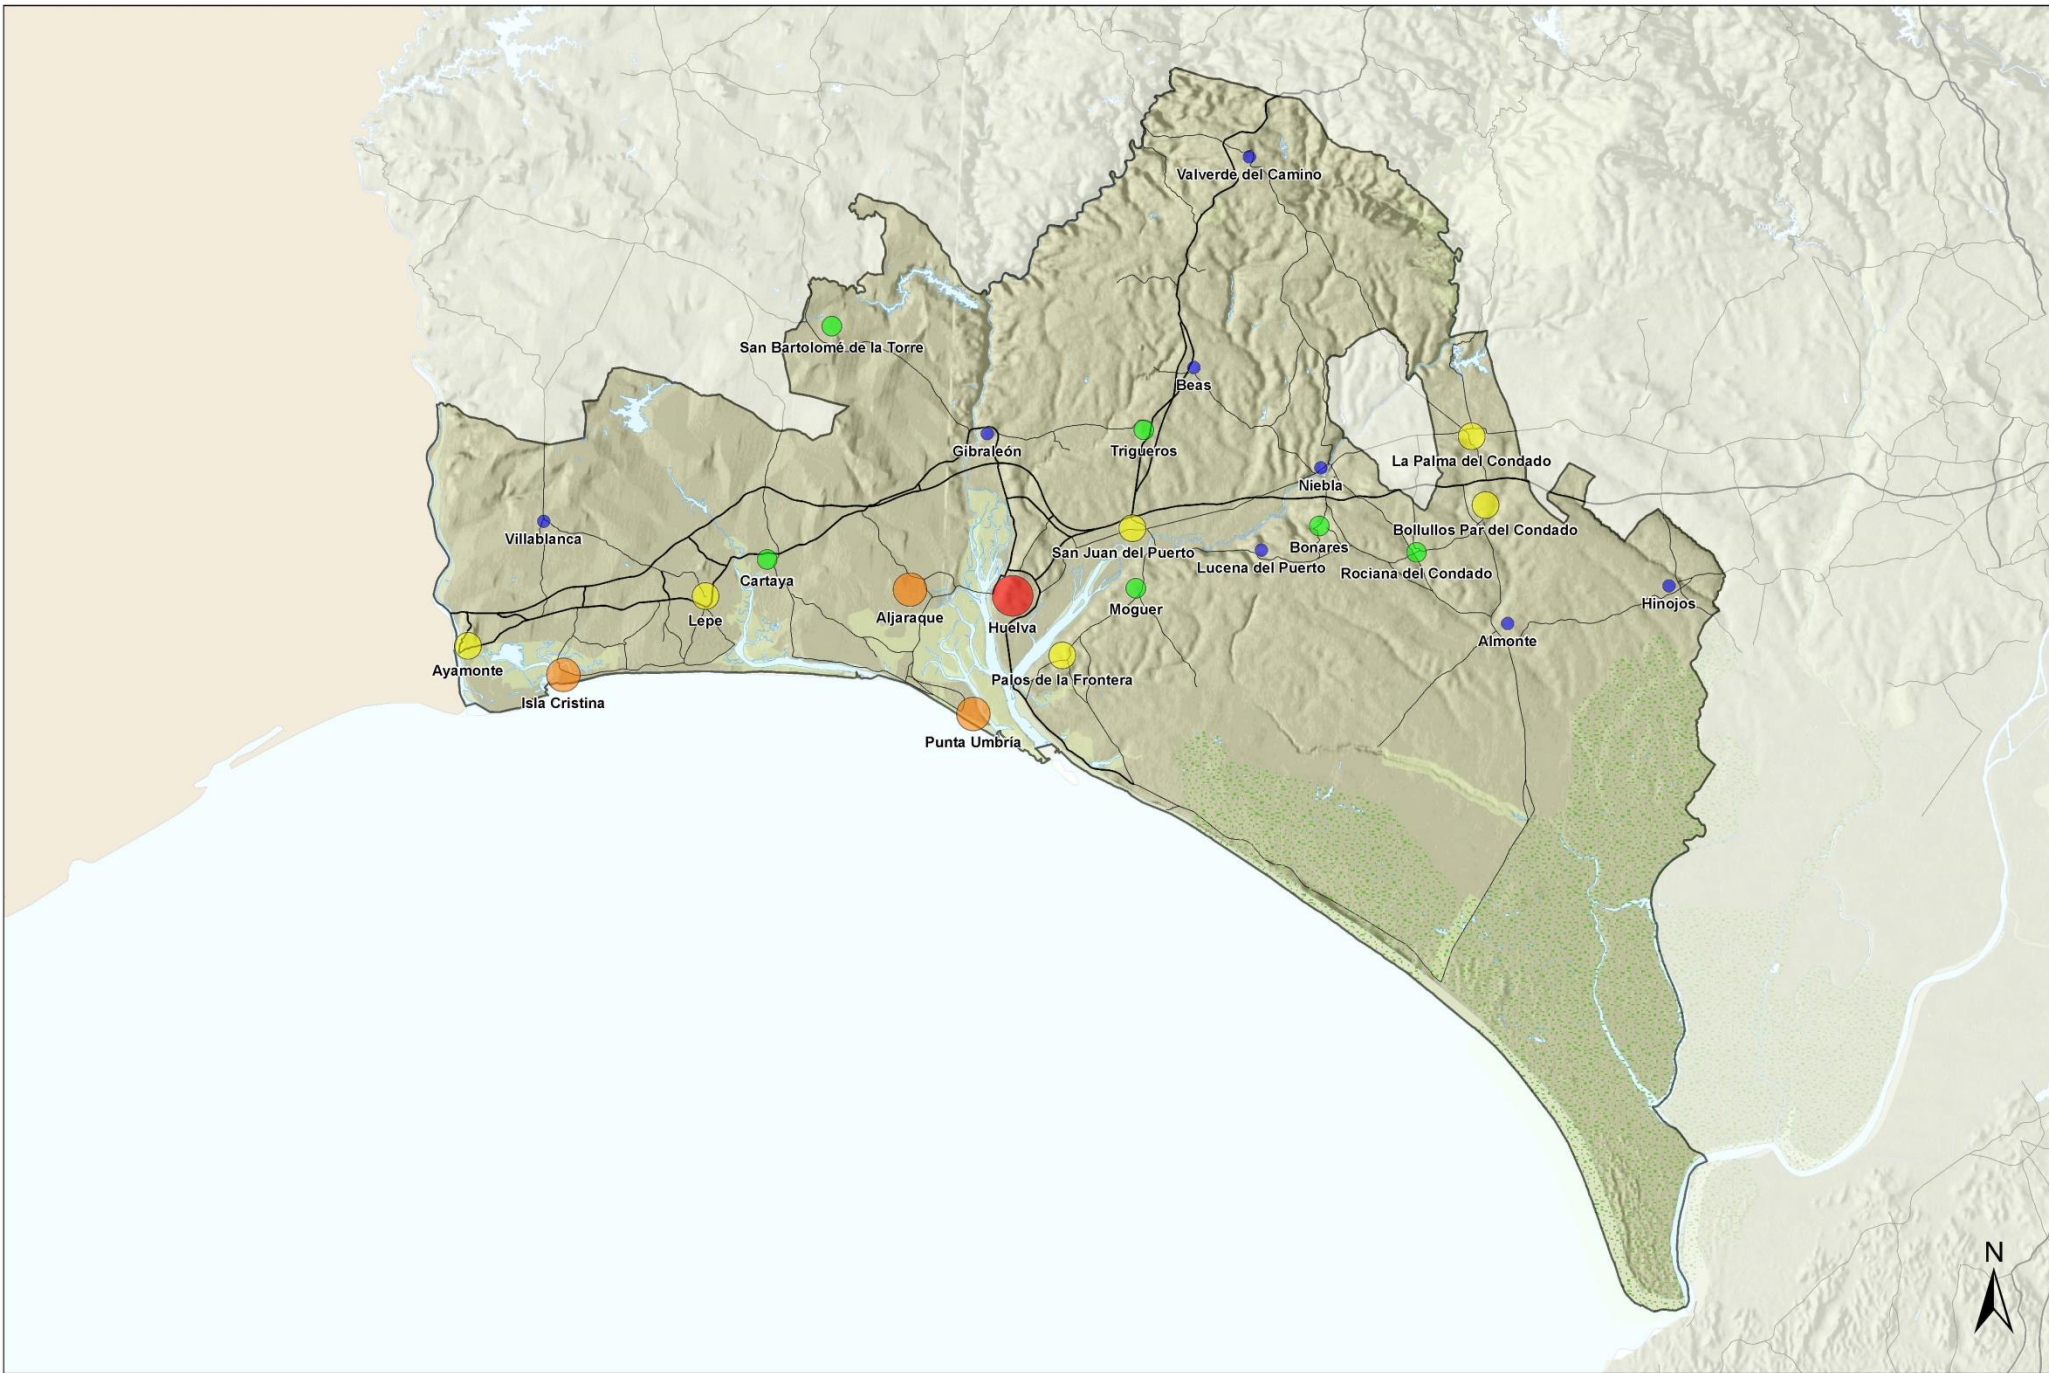 Valverde del Camino
San Bartolomé de la Torre
Beas
Gibraleón
Trigueros
La Palma del Condado
Niebla
Villablanca
Bollullos Par del Condado
San Juan del Puerto
Bonares
Lucena del Puerto
Rociana del Condado
Cartaya
Hinojos
Moguer
Aljaraque
Lepe
Huelva
Almonte
Ayamonte
Palos de la Frontera
Isla Cristina
Punta Umbría
N